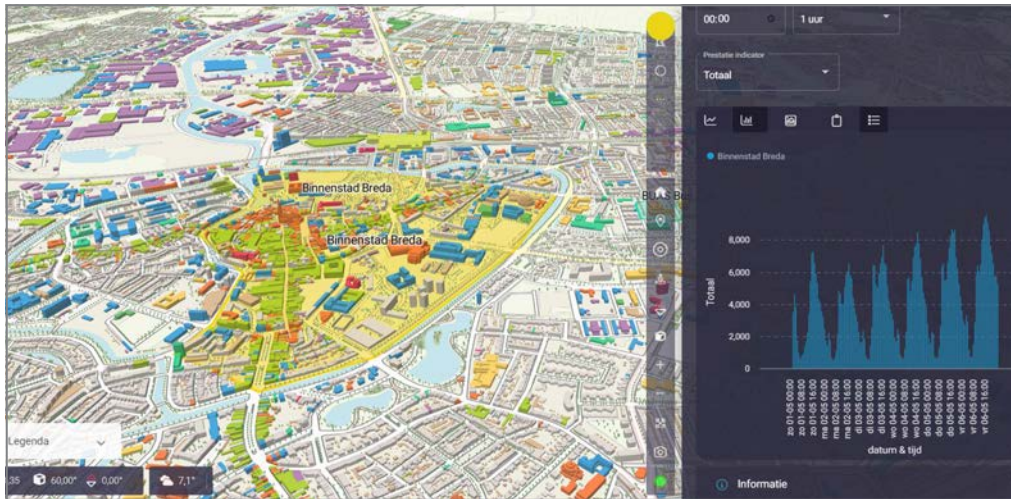 Binnenstad Breda
Binnenstad Breda
Legenda
,35 60,00° 0,00° 7,1°
00:00 1 uur
Prestatie indicator
Totaal
Binnenstad Breda
8,000
6,000
4,000
2,000
0
Totaal
zo 01-05 00:00
zo 01-05 08:00
zo 01-05 16:00
ma 02-05 00:00
ma 02-05 08:00
ma 02-05 16:00
di 03-05 00:00
di 03-05 08:00
di 03-05 16:00
wo 04-05 00:00
wo 04-05 08:00
wo 04-05 16:00
do 05-05 00:00
do 05-05 08:00
do 05-05 16:00
vr 06-05 00:00
vr 06-05 08:00
vr 06-05 16:00
datum & tijd
Informatie